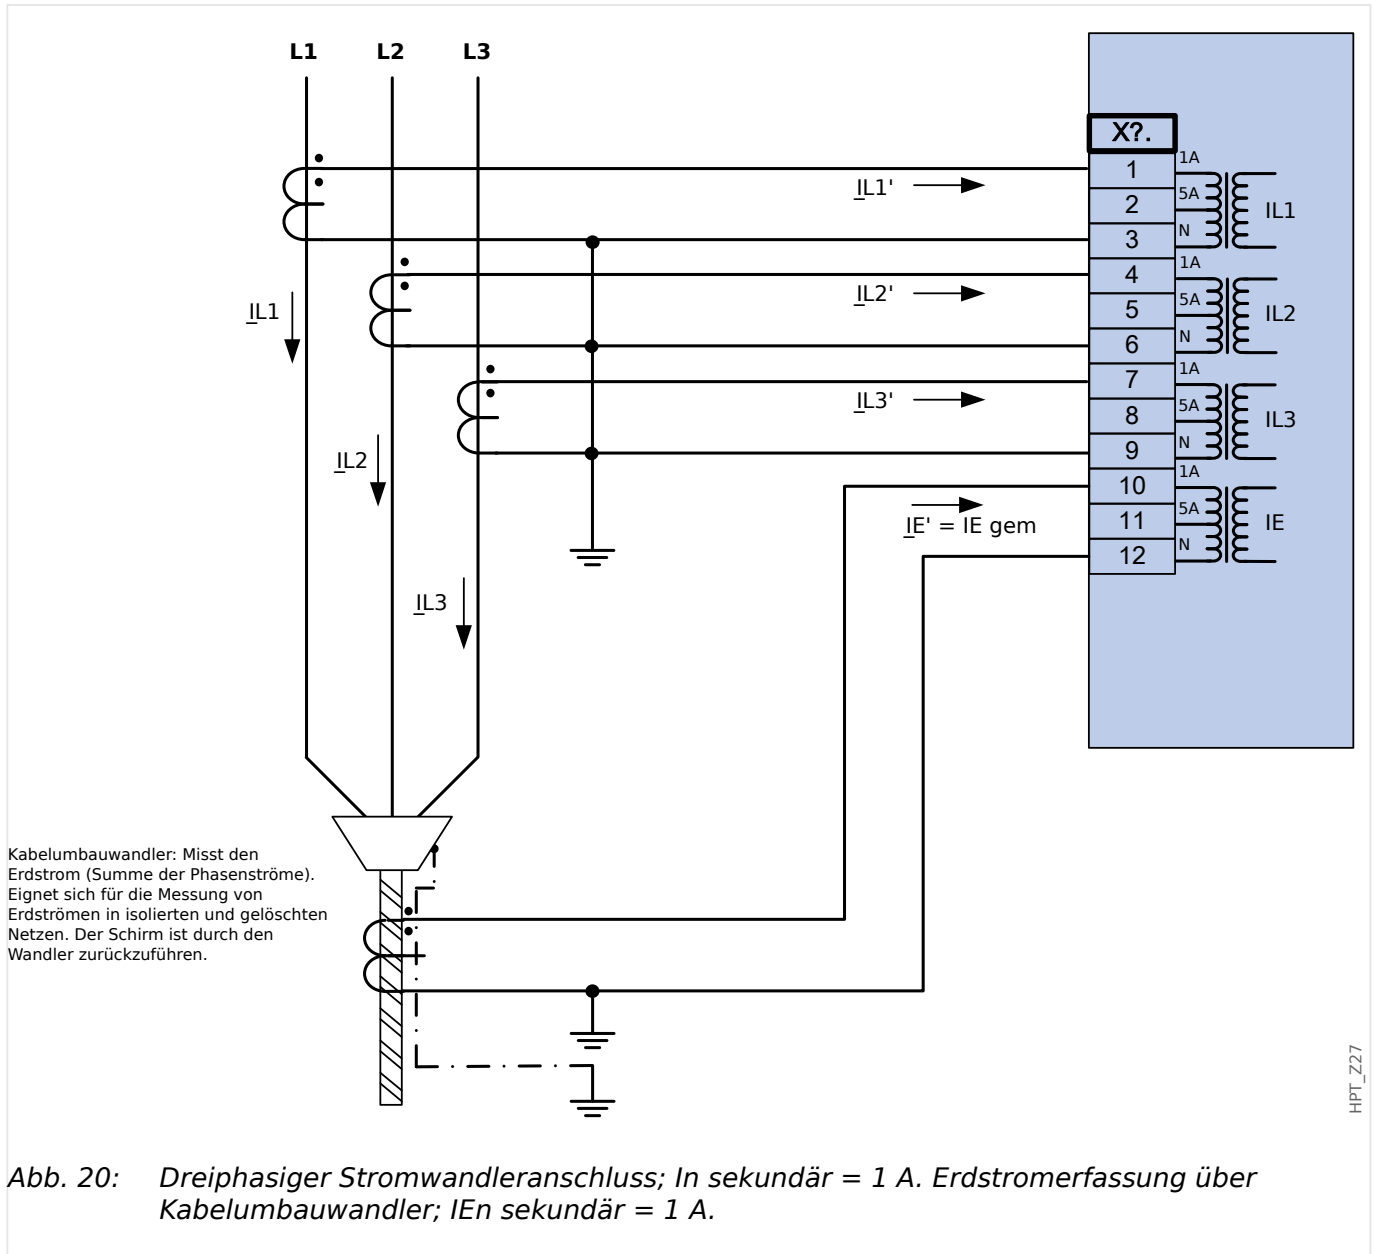 L1 L2 L3
X?.
1 1A
2 5A
3 N
IL1
IL1'
4 1A
5 5A
6 N
IL2
IL2'
7 1A
8 5A
9 N
IL3
IL3'
10 1A
11 5A
12 N
IE
IE' = IE gem
IL1
IL2
IL3
Kabelumbauwandler: Misst den
Erdstrom (Summe der Phasenströme).
Eignet sich für die Messung von
Erdströmen in isolierten und gelöschten
Netzen. Der Schirm ist durch den
Wandler zurückzuführen.
HPT_Z27
Abb. 20: Dreiphasiger Stromwandleranschluss; In sekundär = 1 A. Erdstromerfassung über
Kabelumbauwandler; IEn sekundär = 1 A.